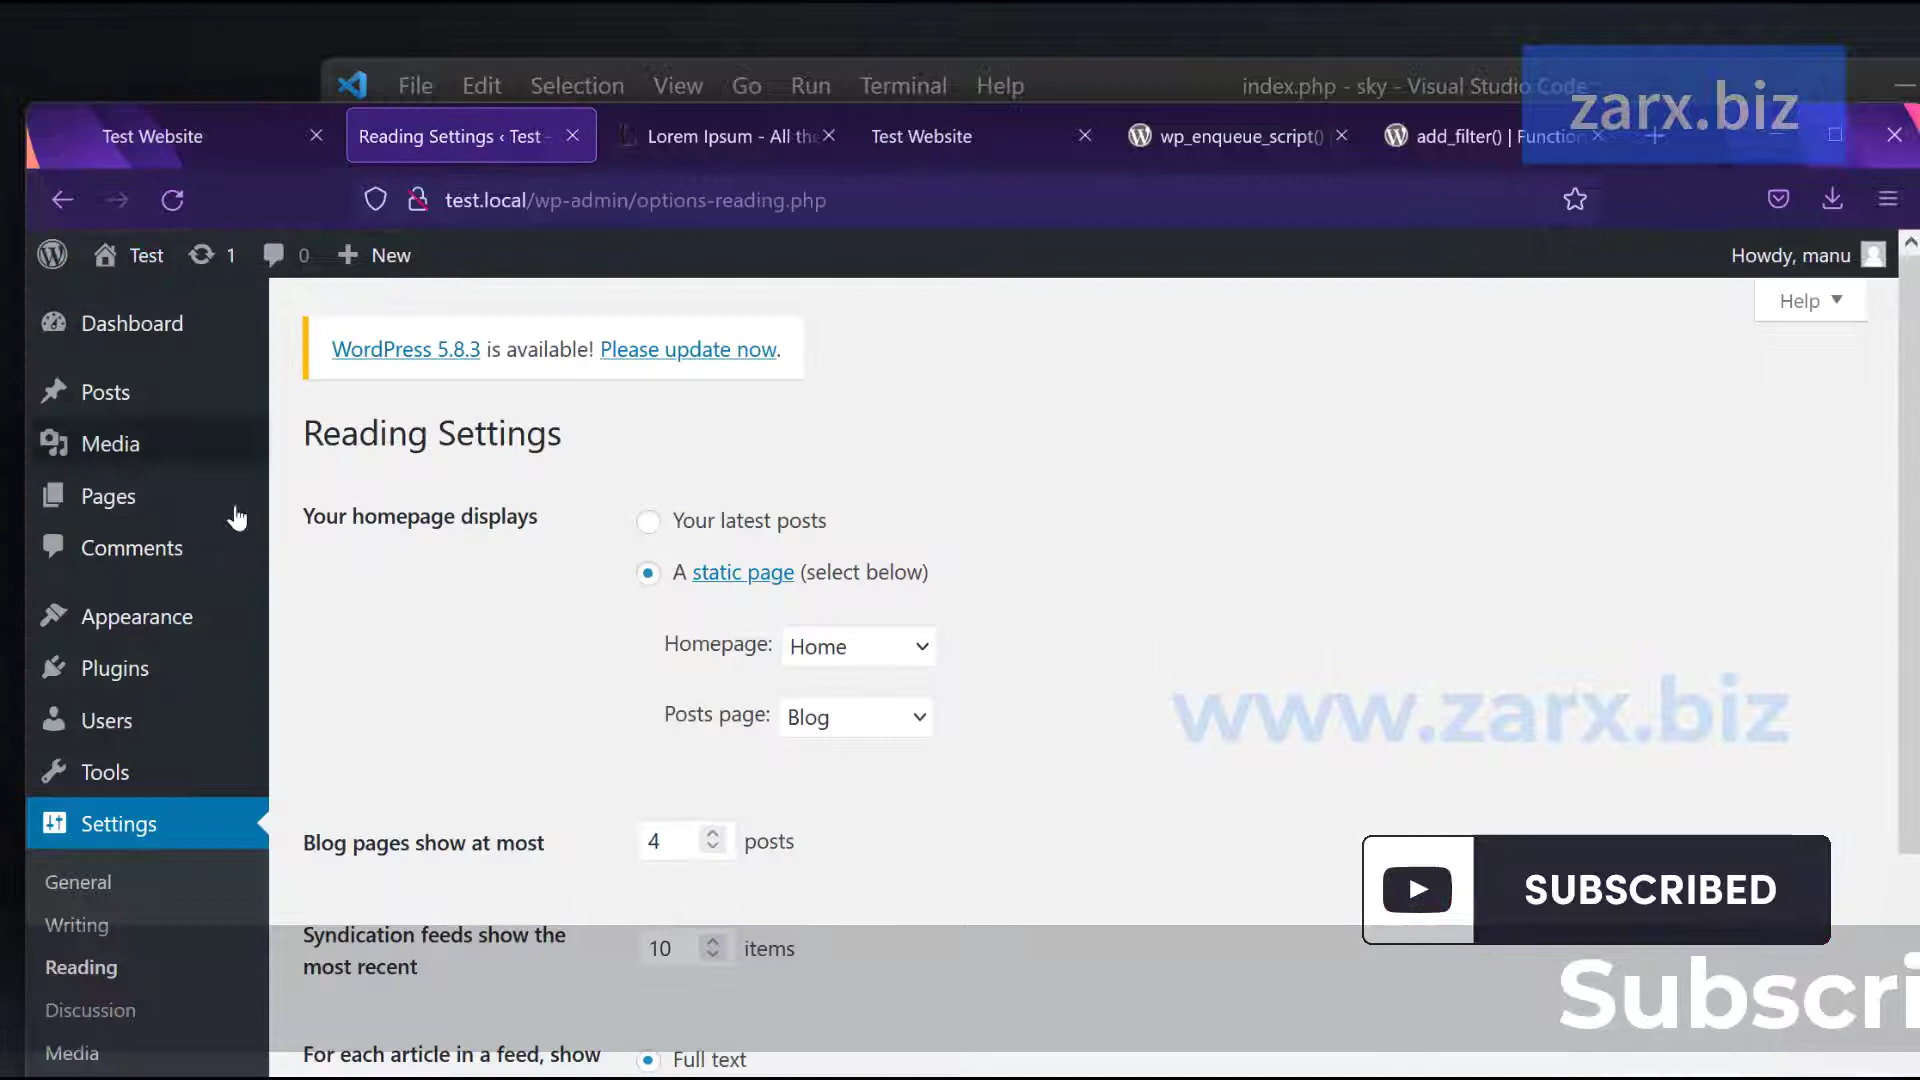 File Edit Selection View Go Run Terminal Help index.php - sky - Visual Studio Code
zarx.biz
Test Website Reading Settings ‹ Test - Lorem Ipsum - All the Test Website wp_enqueue_script() add_filter() | Function
test.local/wp-admin/options-reading.php
Test 1 0 New Howdy, manu
Help
Dashboard
Posts
Media
Pages
Comments
Appearance
Plugins
Users
Tools
Settings
General
Writing
Reading
Discussion
Media
WordPress 5.8.3 is available! Please update now.
Reading Settings
Your homepage displays
Your latest posts
A static page (select below)
Homepage: Home
Posts page: Blog
www.zarx.biz
Blog pages show at most 4 posts
SUBSCRIBED
Syndication feeds show the
most recent
10 items
Subscri
For each article in a feed, show Full text